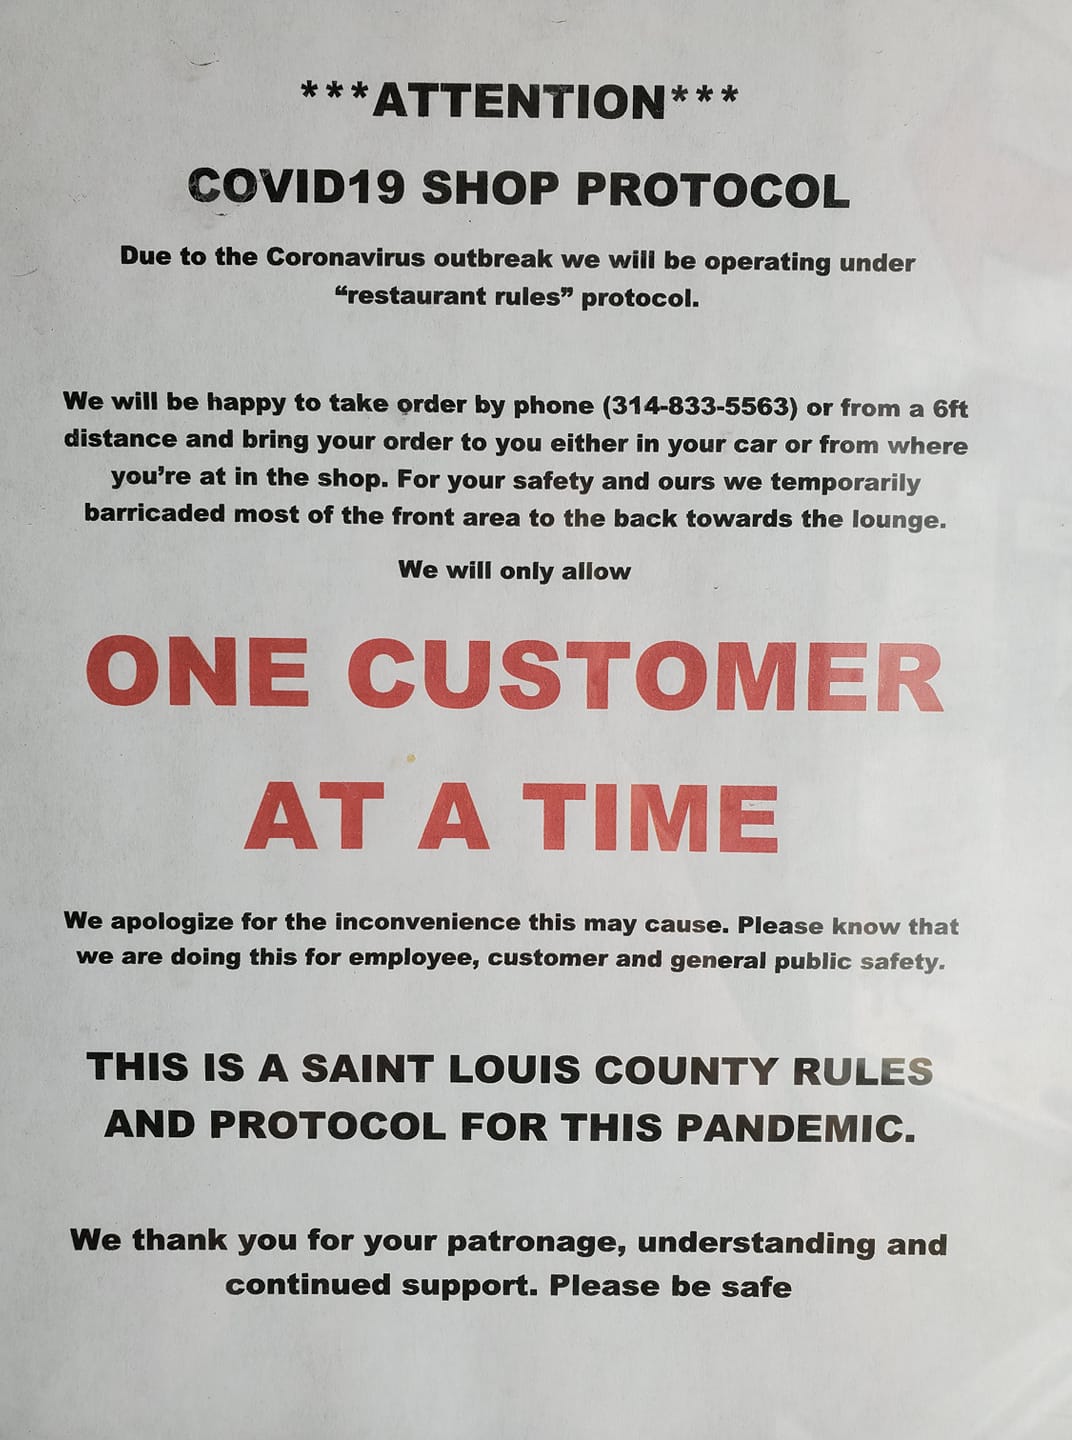 ***ATTENTION***
COVID19 SHOP PROTOCOL
Due to the Coronavirus outbreak we will be operating under
“restaurant rules” protocol.
We will be happy to take order by phone (314-833-5563) or from a 6ft
distance and bring your order to you either in your car or from where
you’re at in the shop. For your safety and ours we temporarily
barricaded most of the front area to the back towards the lounge.
We will only allow
ONE CUSTOMER
AT A TIME
We apologize for the inconvenience this may cause. Please know that
we are doing this for employee, customer and general public safety.
THIS IS A SAINT LOUIS COUNTY RULES
AND PROTOCOL FOR THIS PANDEMIC.
We thank you for your patronage, understanding and
continued support. Please be safe